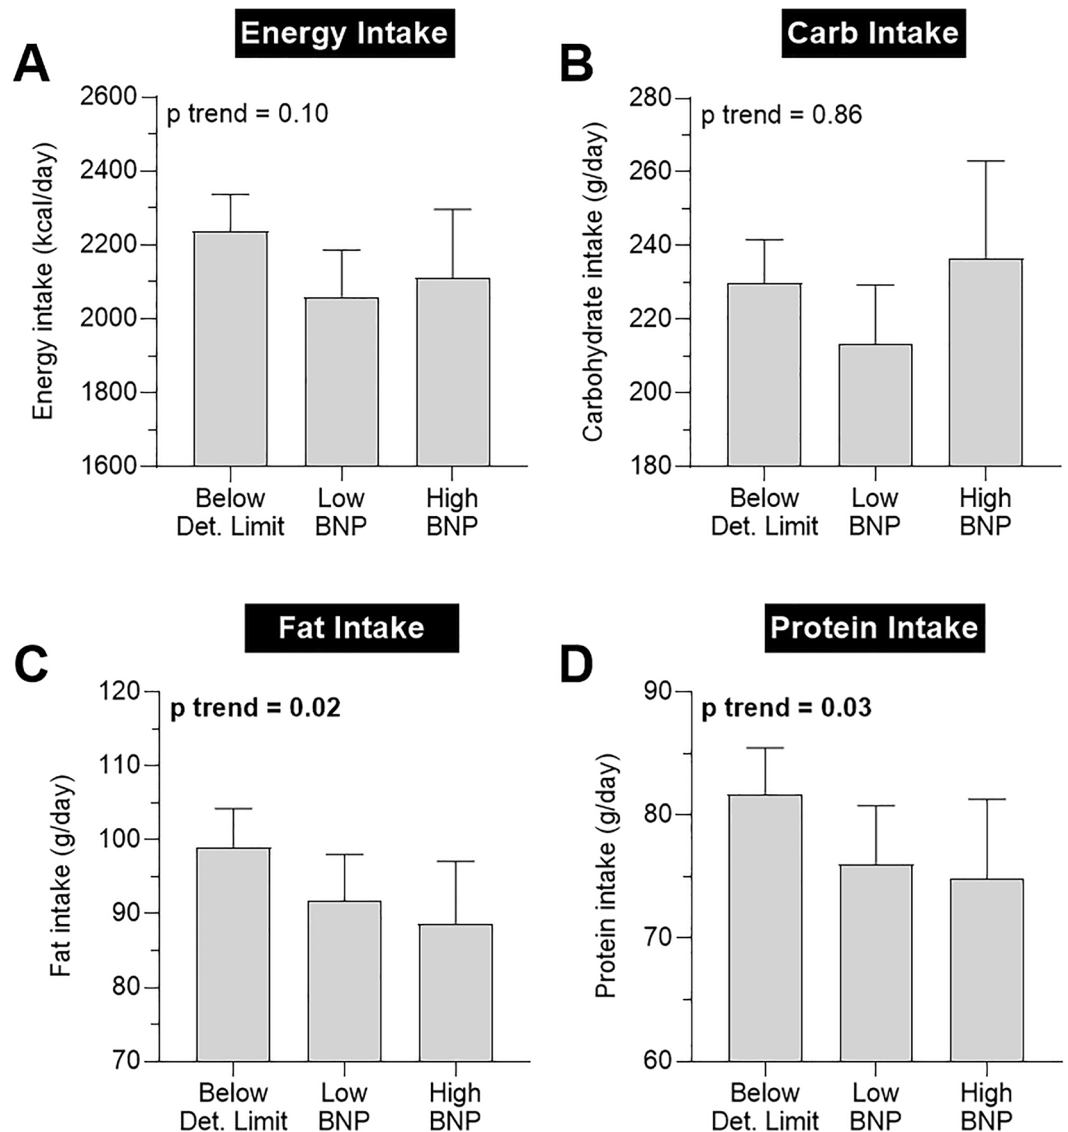 Energy Intake
A
2600
2400
2200
2000
1800
1600
Energy intake (kcal/day)
p trend = 0.10
Below
Det. Limit
Low
BNP
High
BNP
Carb Intake
B
280
260
240
220
200
180
Carbohydrate intake (g/day)
p trend = 0.86
Below
Det. Limit
Low
BNP
High
BNP
Fat Intake
C
120
110
100
90
80
70
Fat intake (g/day)
p trend = 0.02
Below
Det. Limit
Low
BNP
High
BNP
Protein Intake
D
90
80
70
60
Protein intake (g/day)
p trend = 0.03
Below
Det. Limit
Low
BNP
High
BNP